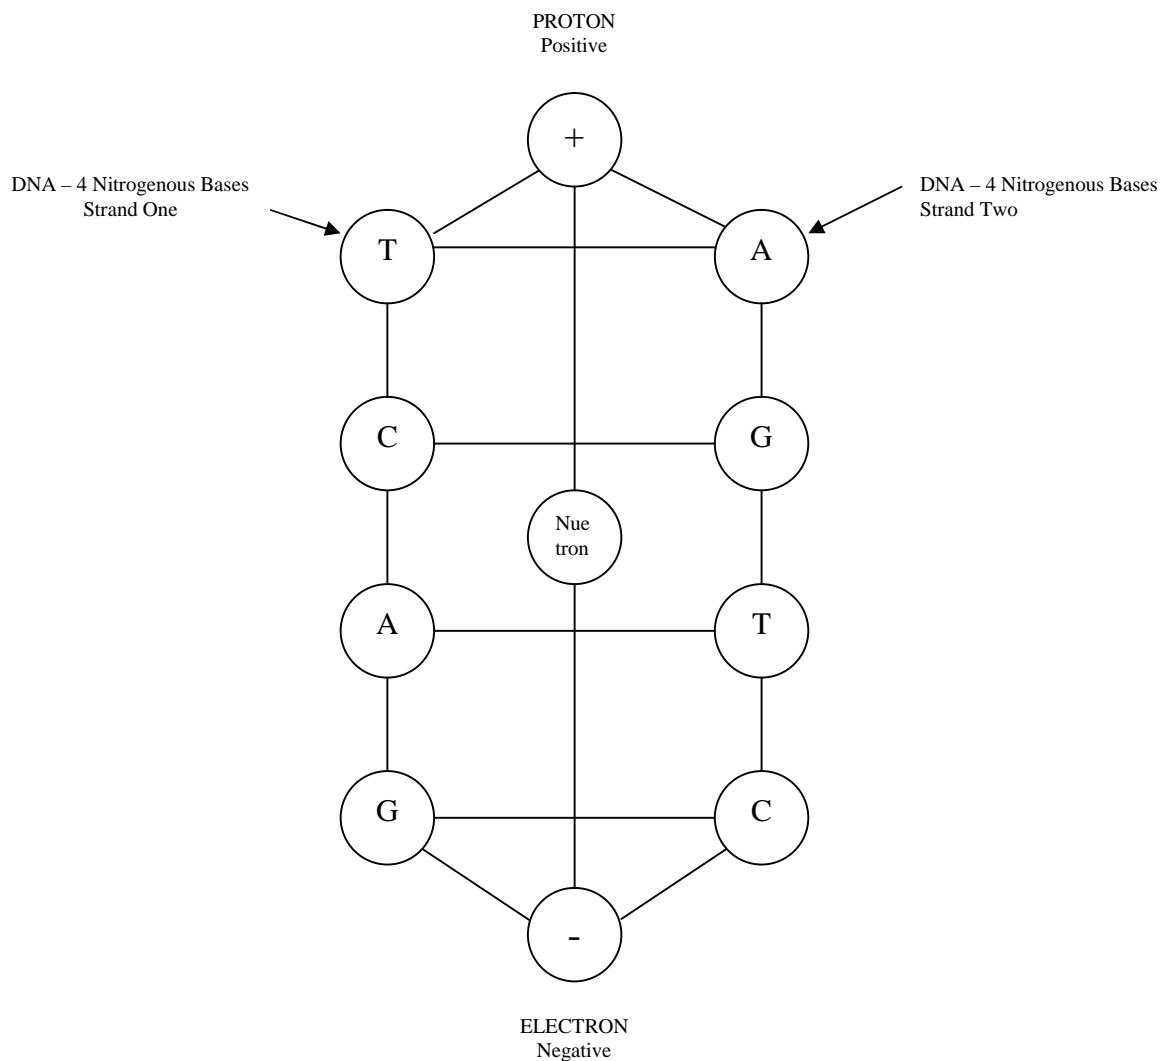 PROTON
Positive
+
DNA – 4 Nitrogenous Bases
Strand One
DNA – 4 Nitrogenous Bases
Strand Two
T
A
C
G
Nue
tron
A
T
G
C
-
ELECTRON
Negative